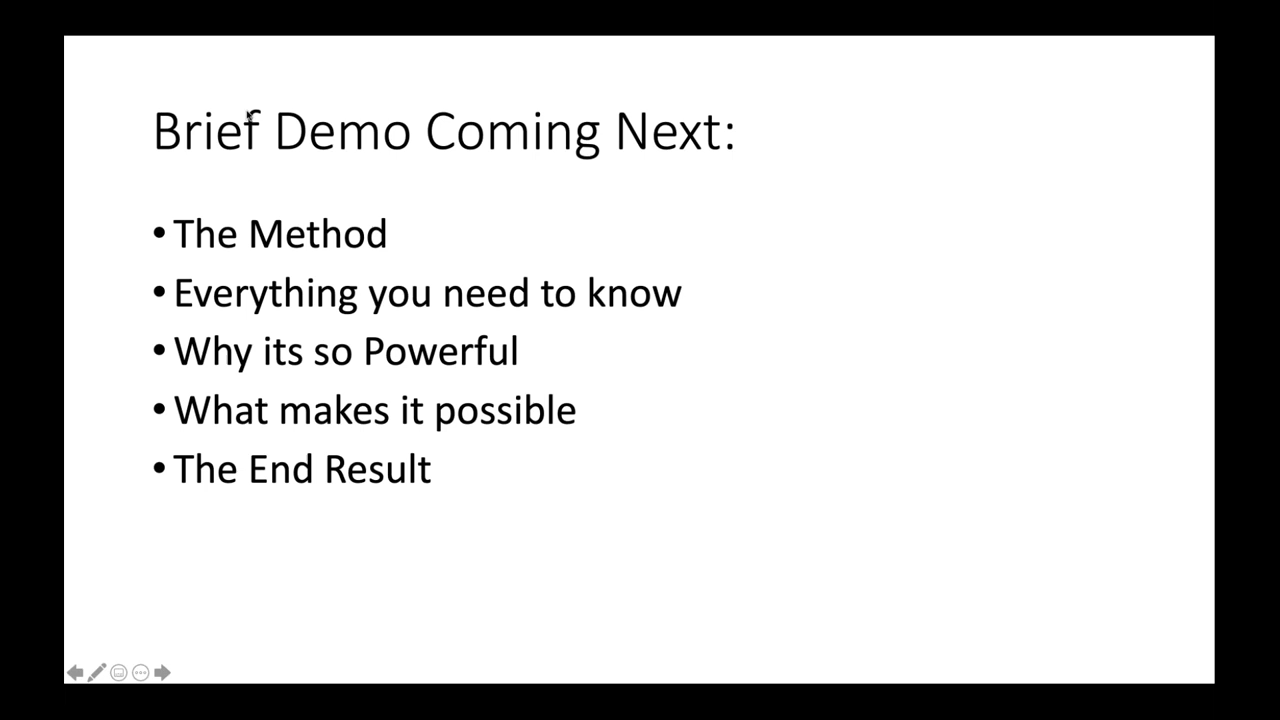 Brief Demo Coming Next:
• The Method
• Everything you need to know
• Why its so Powerful
• What makes it possible
• The End Result